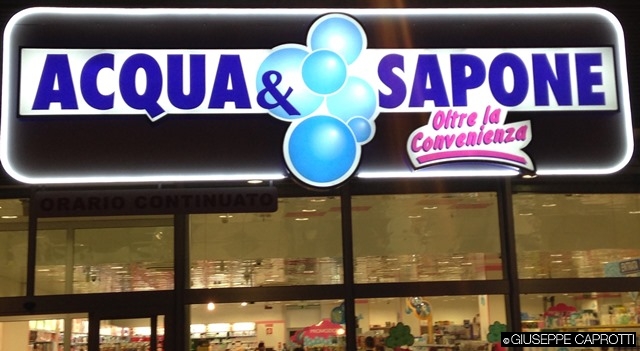 ACQUA & SAPONE
Oltre la
Convenienza
ORARIO CONTINUATO
© GIUSEPPE CAPROTTI